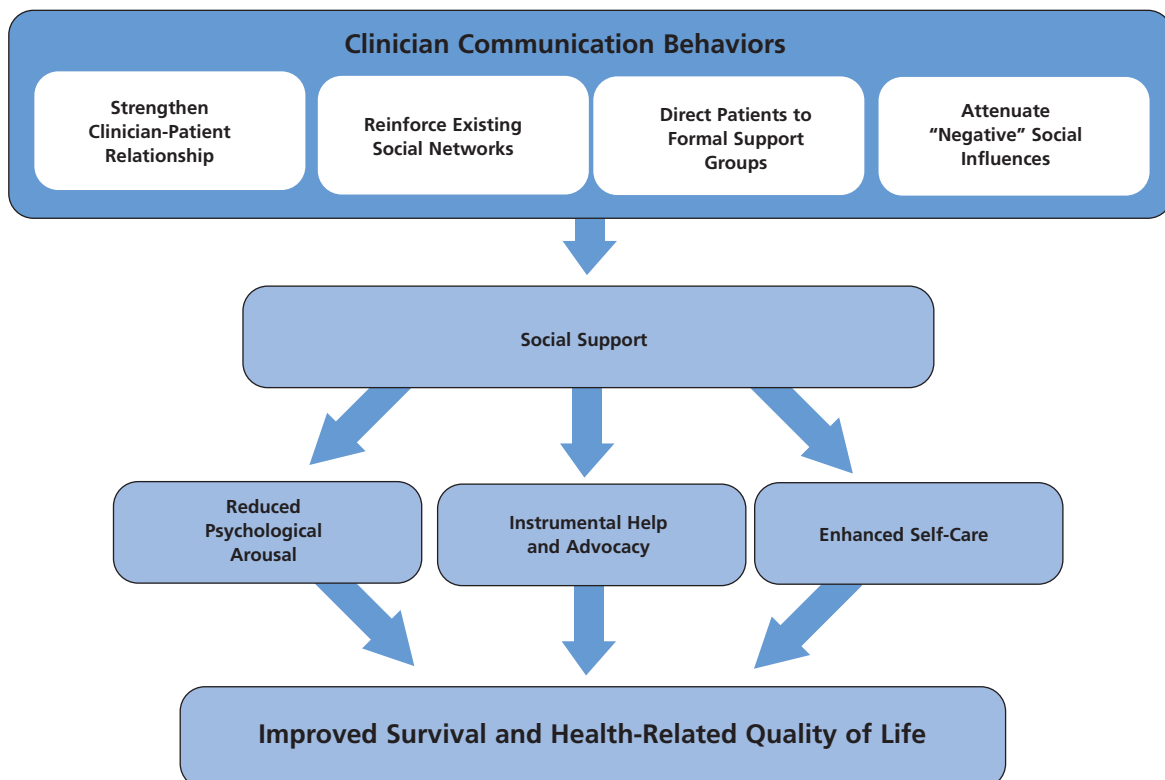 Clinician Communication Behaviors
Strengthen
Clinician-Patient
Relationship
Reinforce Existing
Social Networks
Direct Patients to
Formal Support
Groups
Attenuate
“Negative” Social
Influences
Social Support
Reduced
Psychological
Arousal
Instrumental Help
and Advocacy
Enhanced Self-Care
Improved Survival and Health-Related Quality of Life